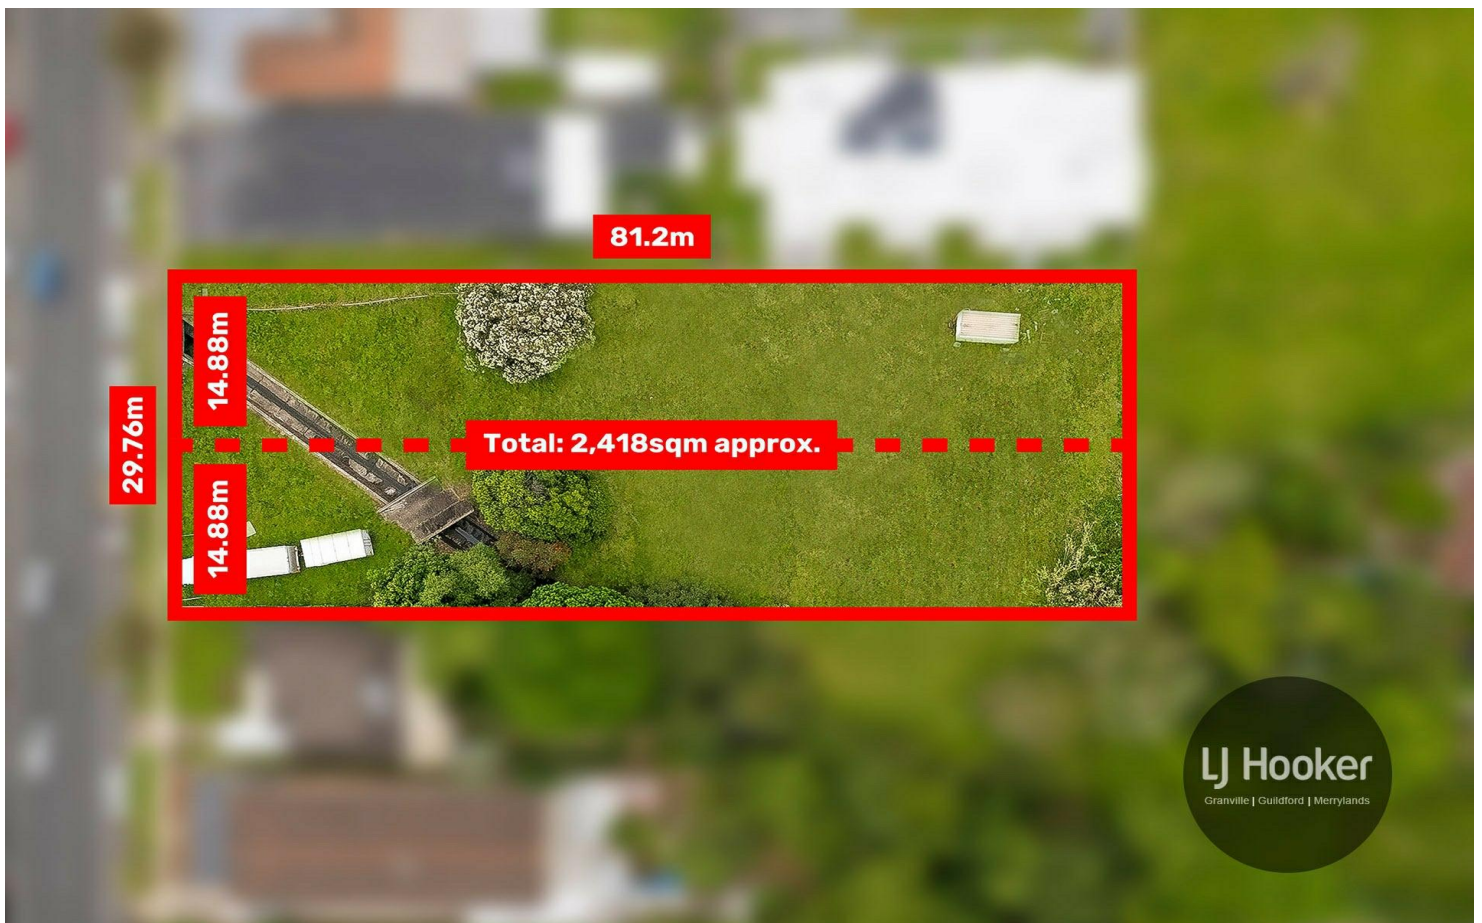 81.2m
14.88m
29.76m
Total: 2,418sqm approx.
14.88m
LJ Hooker
Granville | Guildford | Merrylands